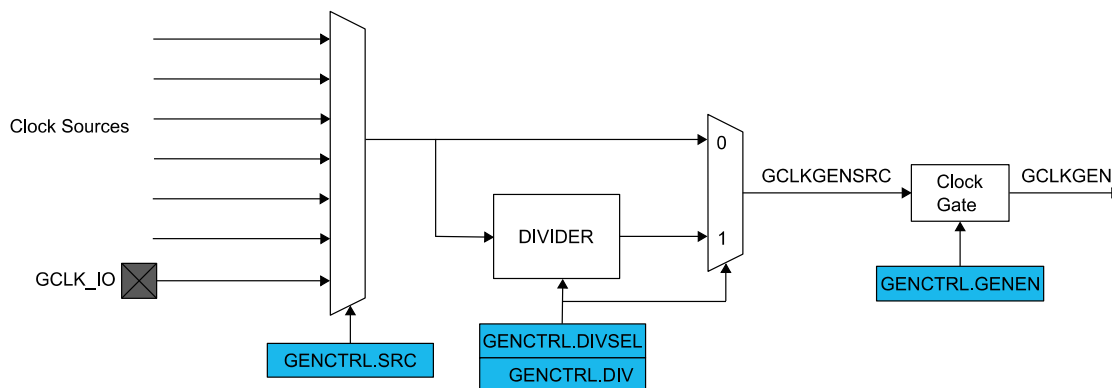 Clock Sources
GCLK_IO
GENCTRL.SRC
DIVIDER
GENCTRL.DIVSEL
GENCTRL.DIV
0
1
GCLKGENSRC
Clock
Gate
GCLKGEN
GENCTRL.GENEN